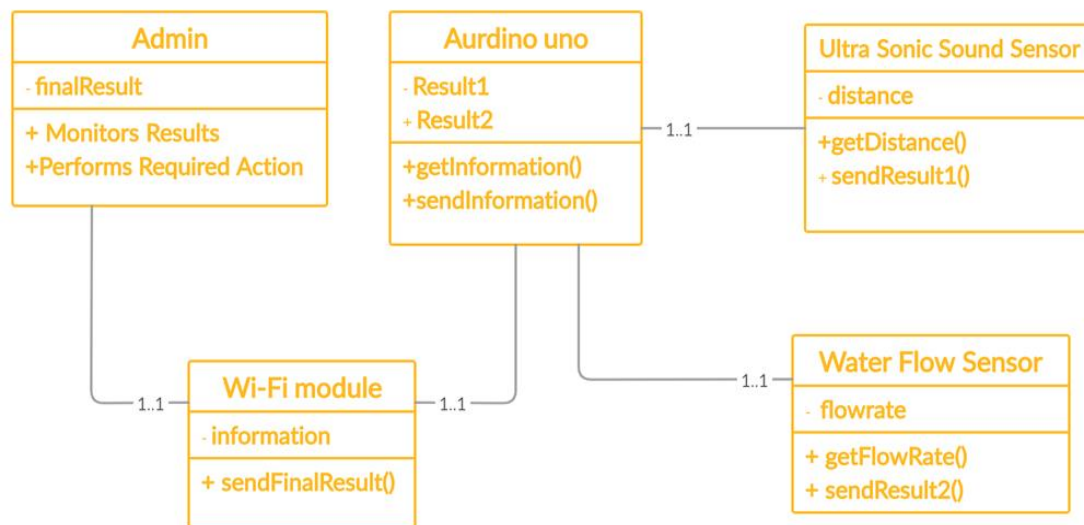 Admin
- finalResult
+ Monitors Results
+Performs Required Action
Aurdino uno
- Result1
+ Result2
+getInformation()
+sendInformation()
Ultra Sonic Sound Sensor
- distance
+getDistance()
+ sendResult1()
1..1
Wi-Fi module
- information
+ sendFinalResult()
1..1
1..1
Water Flow Sensor
- flowrate
+ getFlowRate()
+ sendResult2()
1..1